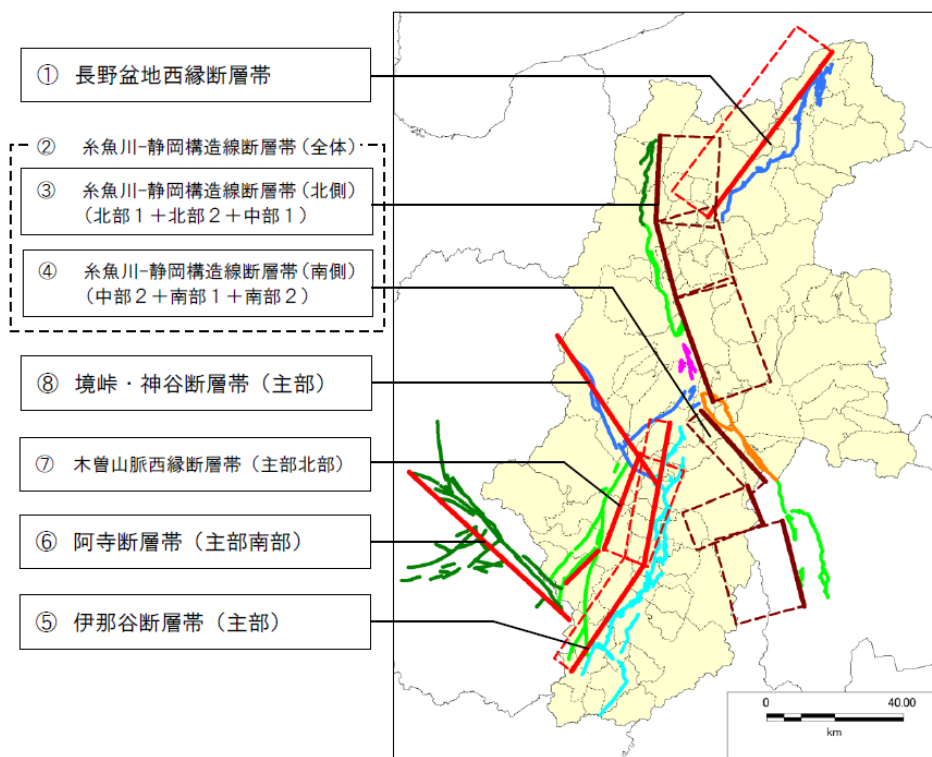 ① 長野盆地西縁断層帯
② 糸魚川-静岡構造線断層帯(全体)
③ 糸魚川-静岡構造線断層帯(北側)
(北部1+北部2+中部1)
④ 糸魚川-静岡構造線断層帯(南側)
(中部2+南部1+南部2)
⑧ 境峠・神谷断層帯(主部)
⑦ 木曽山脈西縁断層帯(主部北部)
⑥ 阿寺断層帯(主部南部)
⑤ 伊那谷断層帯(主部)
0 40.00
km